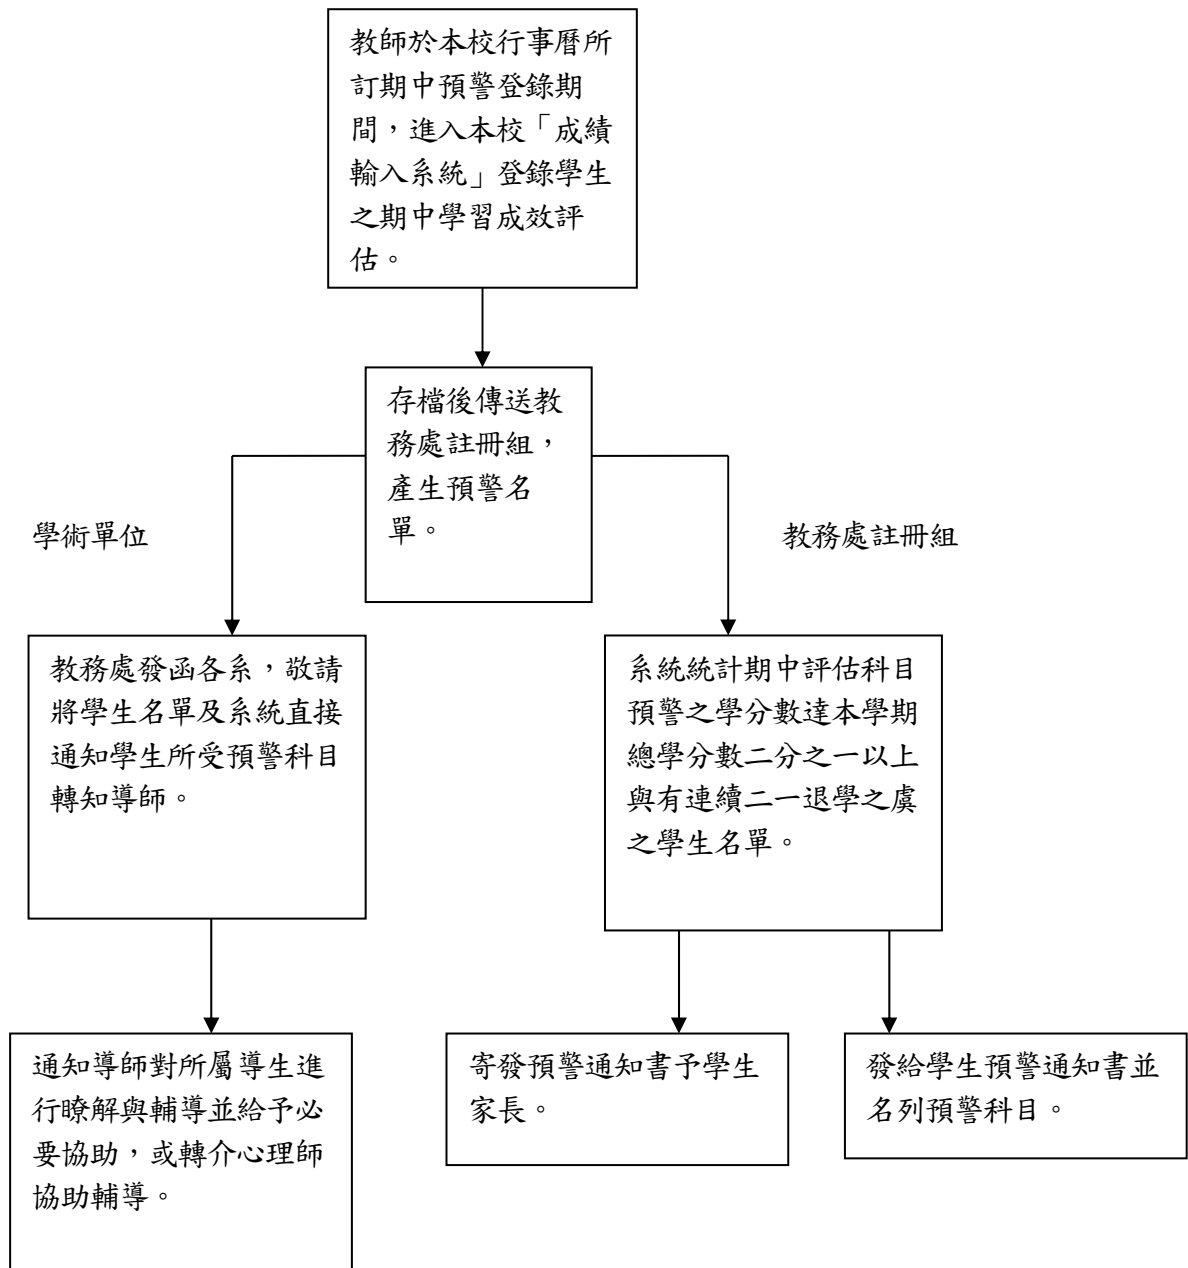 教師於本校行事曆所
訂期中預警登錄期
間，進入本校「成績
輸入系統」登錄學生
之期中學習成效評
估。
存檔後傳送教
務處註冊組，
產生預警名
單。
學術單位
教務處註冊組
教務處發函各系，敬請
將學生名單及系統直接
通知學生所受預警科目
轉知導師。
系統統計期中評估科目
預警之學分數達本學期
總學分數二分之一以上
與有連續二一退學之虞
之學生名單。
通知導師對所屬導生進
行瞭解與輔導並給予必
要協助，或轉介心理師
協助輔導。
寄發預警通知書予學生
家長。
發給學生預警通知書並
名列預警科目。